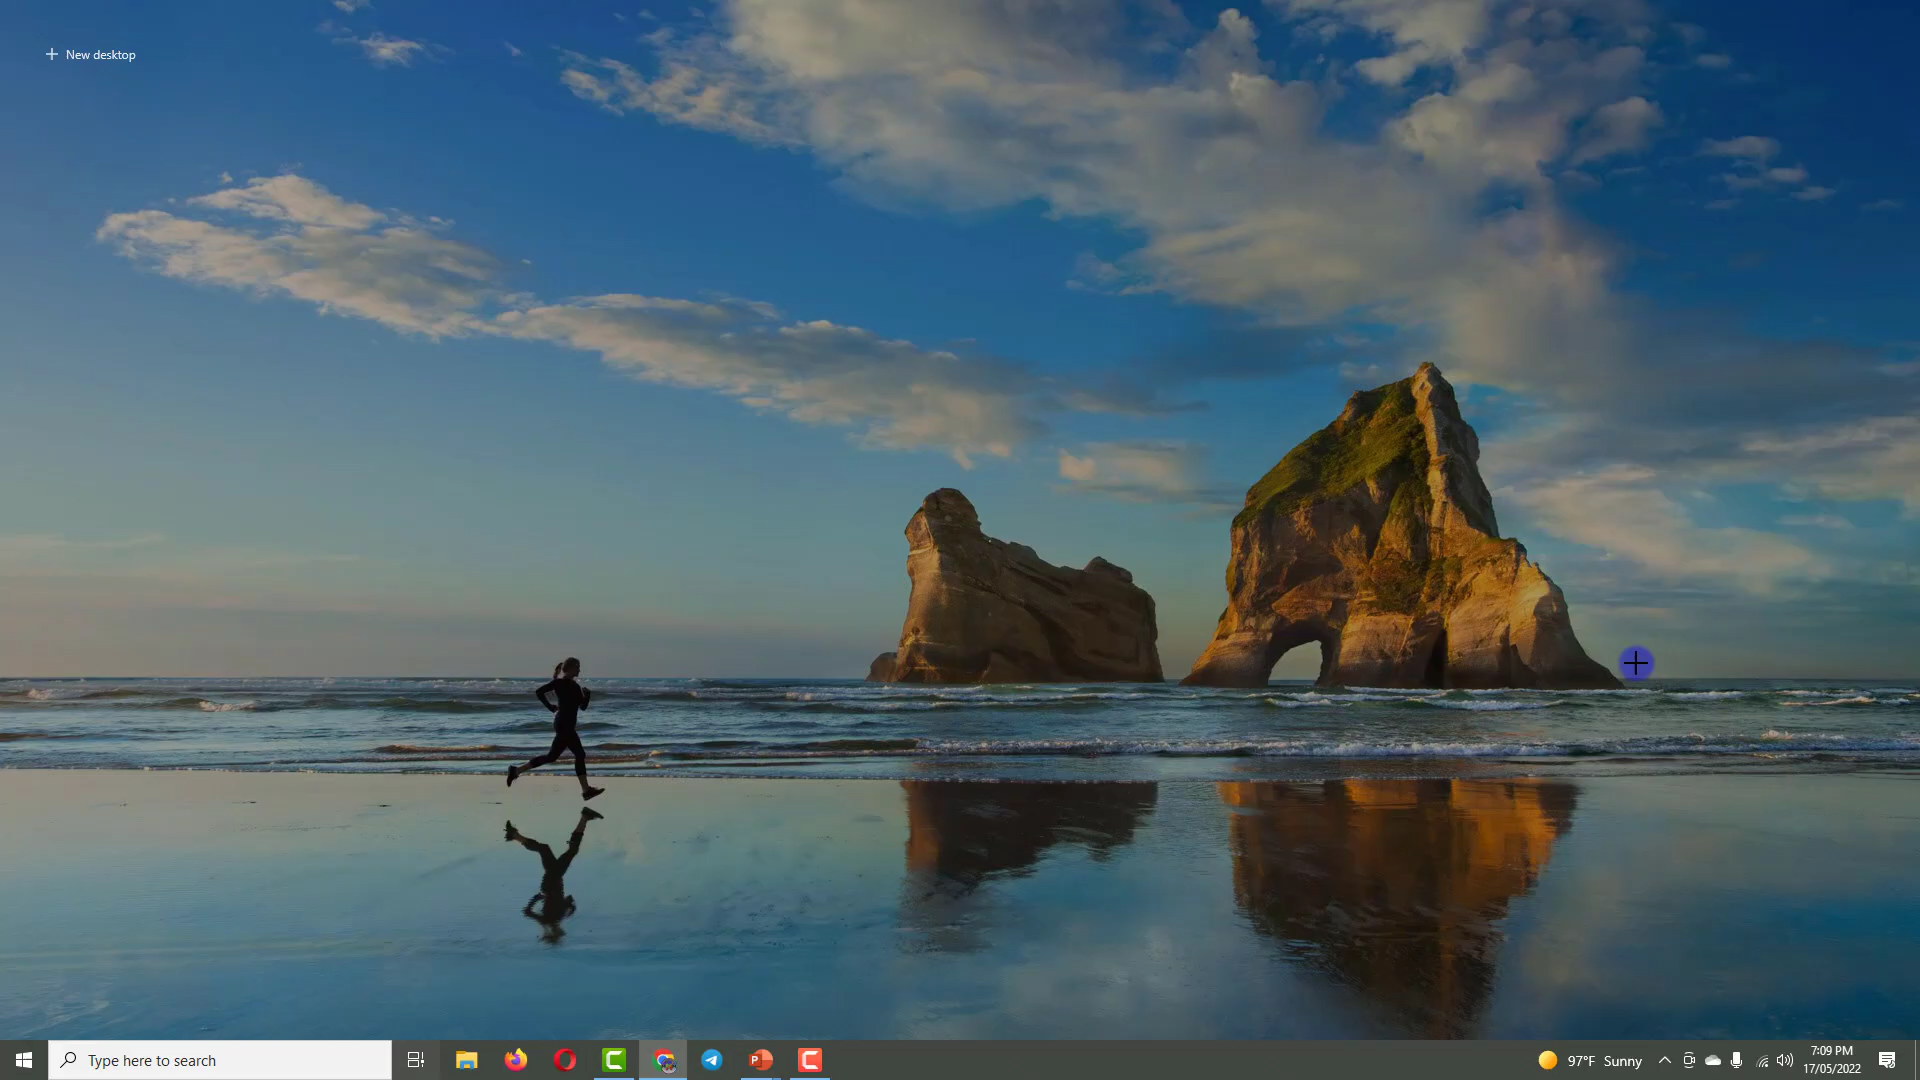 New desktop
Type here to search
97°F Sunny
7:09 PM
17/05/2022